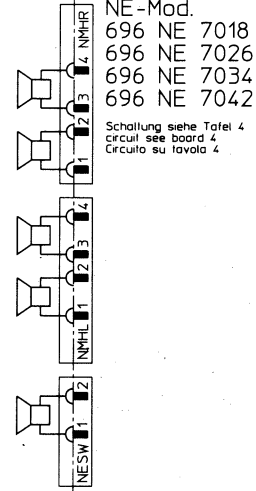 NE-Mod.
696 NE 7018
696 NE 7026
696 NE 7034
696 NE 7042
Schaltung siehe Tafel 4
circuit see board 4
Circuito su tavola 4
NMHR
4
3
2
1
4
3
2
1
NMHL
2
1
NESW